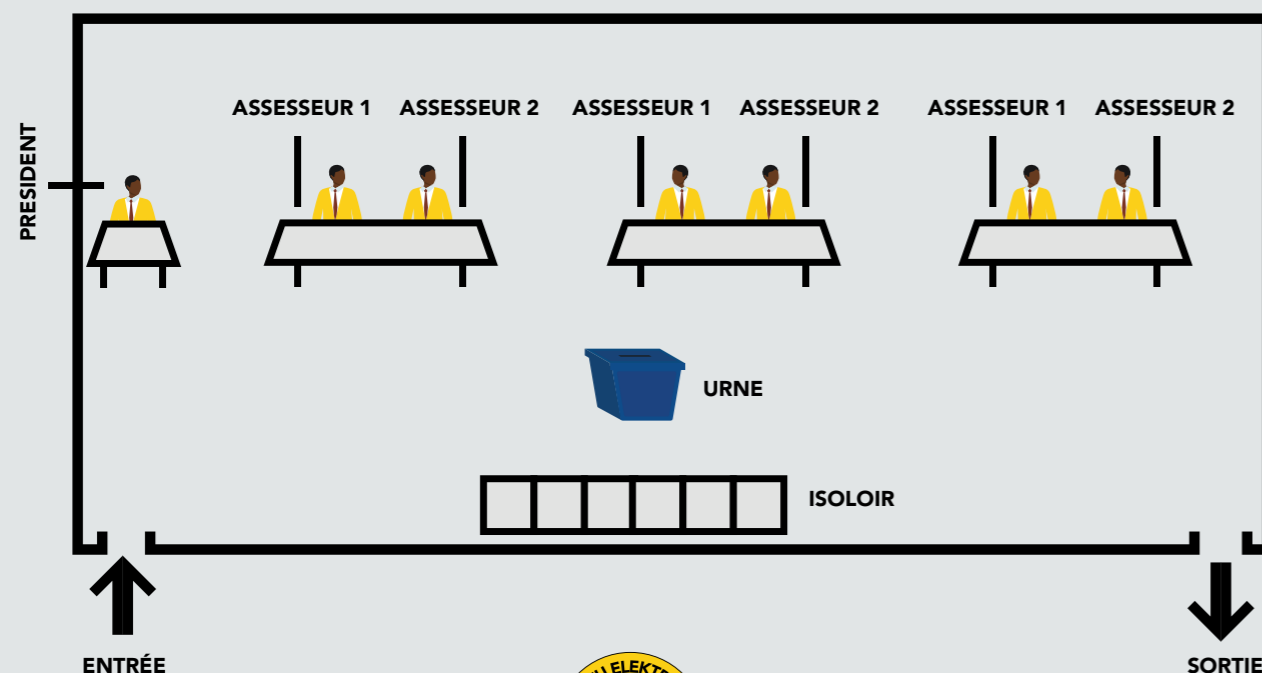 ASSESSEUR 1 ASSESSEUR 2 ASSESSEUR 1 ASSESSEUR 2 ASSESSEUR 1 ASSESSEUR 2
PRESIDENT
URNE
ISOLOIR
ENTRÉE
SORTIE